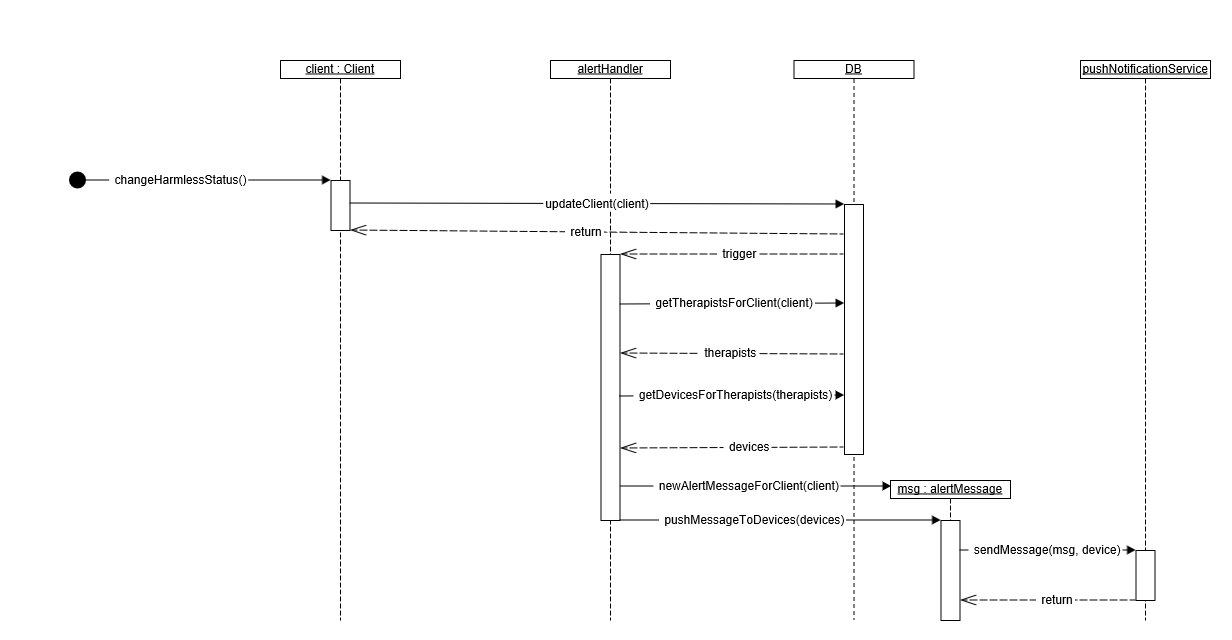 client : Client
alertHandler
DB
pushNotificationService
changeHarmlessStatus()
updateClient(client)
return
trigger
getTherapistsForClient(client)
therapists
getDevicesForTherapists(therapists)
devices
newAlertMessageForClient(client)
msg : alertMessage
pushMessageToDevices(devices)
sendMessage(msg, device)
return